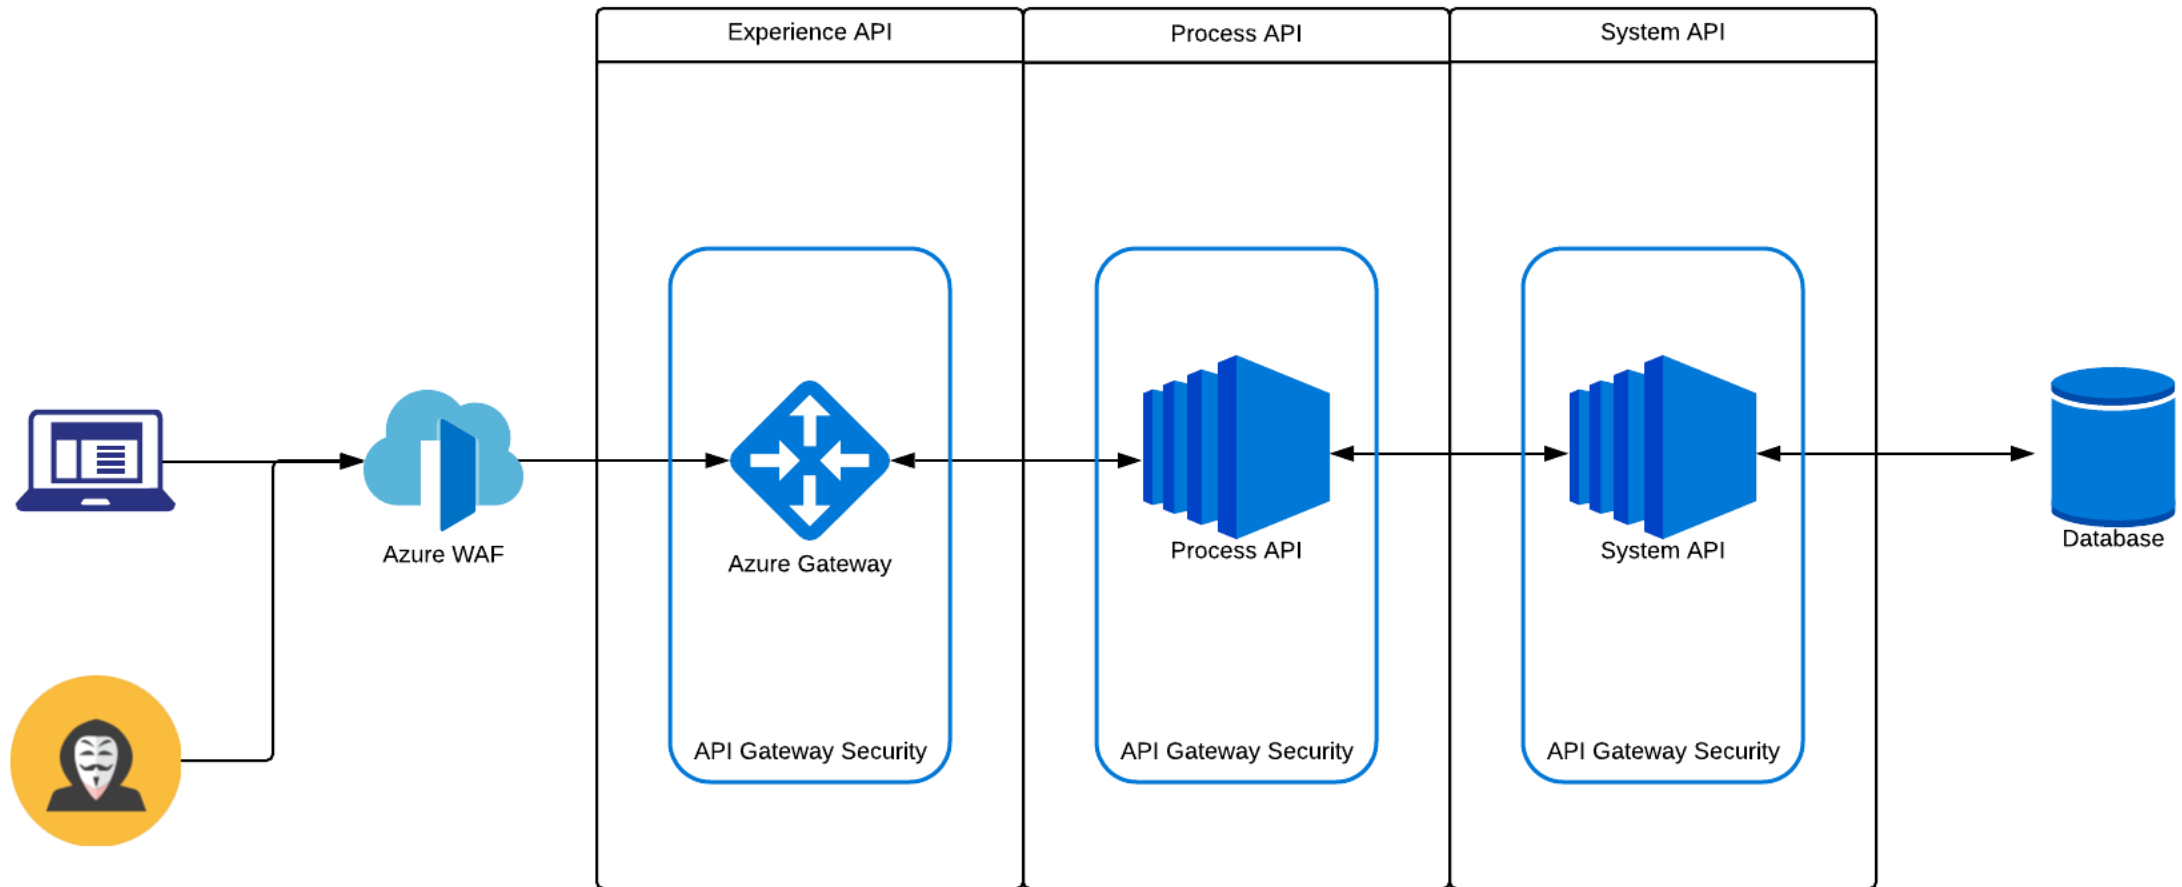 Experience API
Process API
System API
Azure WAF
Azure Gateway
Process API
System API
Database
API Gateway Security
API Gateway Security
API Gateway Security